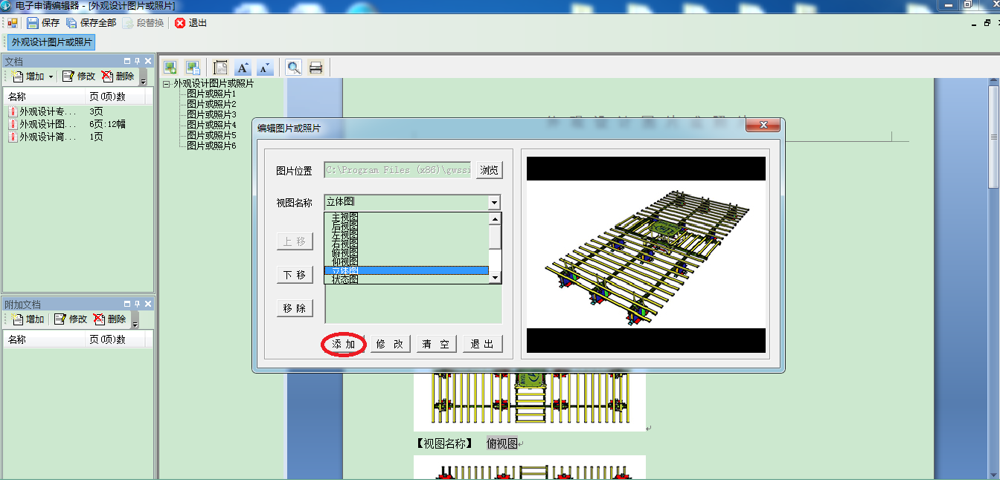 电子申请编辑器 - [外观设计图片或照片]
保存 保存全部 段替换 退出
外观设计图片或照片
文档
增加 修改 删除
名称 页(项)数
外观设计专... 3页
外观设计图... 6页:12幅
外观设计简... 1页
附加文档
增加 修改 删除
名称 页(项)数
外观设计图片或照片
图片或照片1
图片或照片2
图片或照片3
图片或照片4
图片或照片5
图片或照片6
编辑图片或照片
图片位置 C:\Program Files (x86)\gwssi 浏览
视图名称 立体图
主视图
后视图
左视图
右视图
俯视图
仰视图
立体图
状态图
上 移
下 移
移 除
添 加 修 改 清 空 退 出
【视图名称】 俯视图